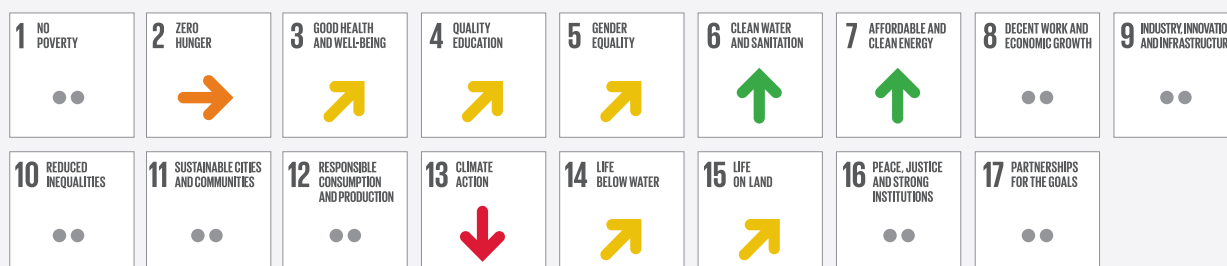 1 NO
POVERTY
2 ZERO
HUNGER
3 GOOD HEALTH
AND WELL-BEING
4 QUALITY
EDUCATION
5 GENDER
EQUALITY
6 CLEAN WATER
AND SANITATION
7 AFFORDABLE AND
CLEAN ENERGY
8 DECENT WORK AND
ECONOMIC GROWTH
9 INDUSTRY, INNOVATIO
AND INFRASTRUCTUR
10 REDUCED
INEQUALITIES
11 SUSTAINABLE CITIES
AND COMMUNITIES
12 RESPONSIBLE
CONSUMPTION
AND PRODUCTION
13 CLIMATE
ACTION
14 LIFE
BELOW WATER
15 LIFE
ON LAND
16 PEACE, JUSTICE
AND STRONG
INSTITUTIONS
17 PARTNERSHIPS
FOR THE GOALS